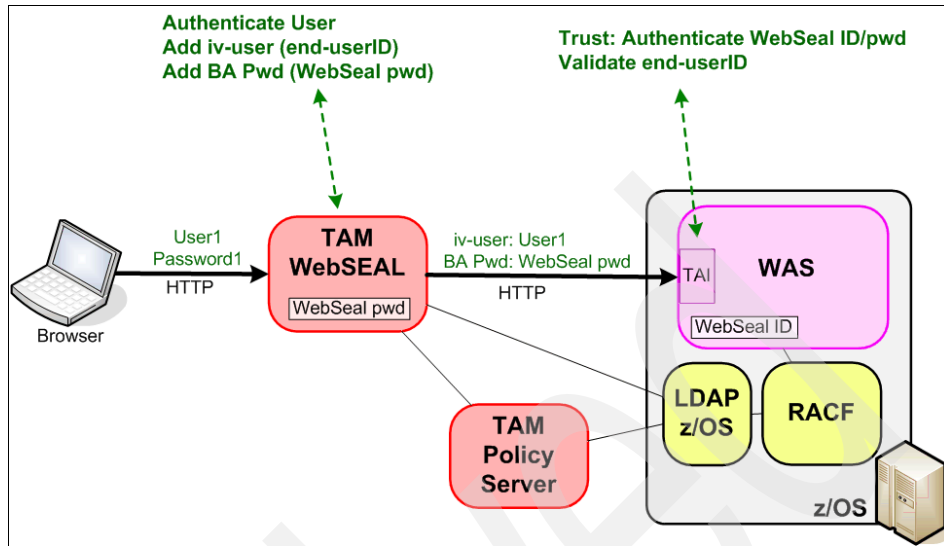 Authenticate User
Add iv-user (end-userID)
Add BA Pwd (WebSeal pwd)
Trust: Authenticate WebSeal ID/pwd
Validate end-userID
User1
Password1
HTTP
Browser
TAM
WebSEAL
WebSeal pwd
iv-user: User1
BA Pwd: WebSeal pwd
HTTP
TAI
WAS
WebSeal ID
LDAP
z/OS
RACF
TAM
Policy
Server
z/OS